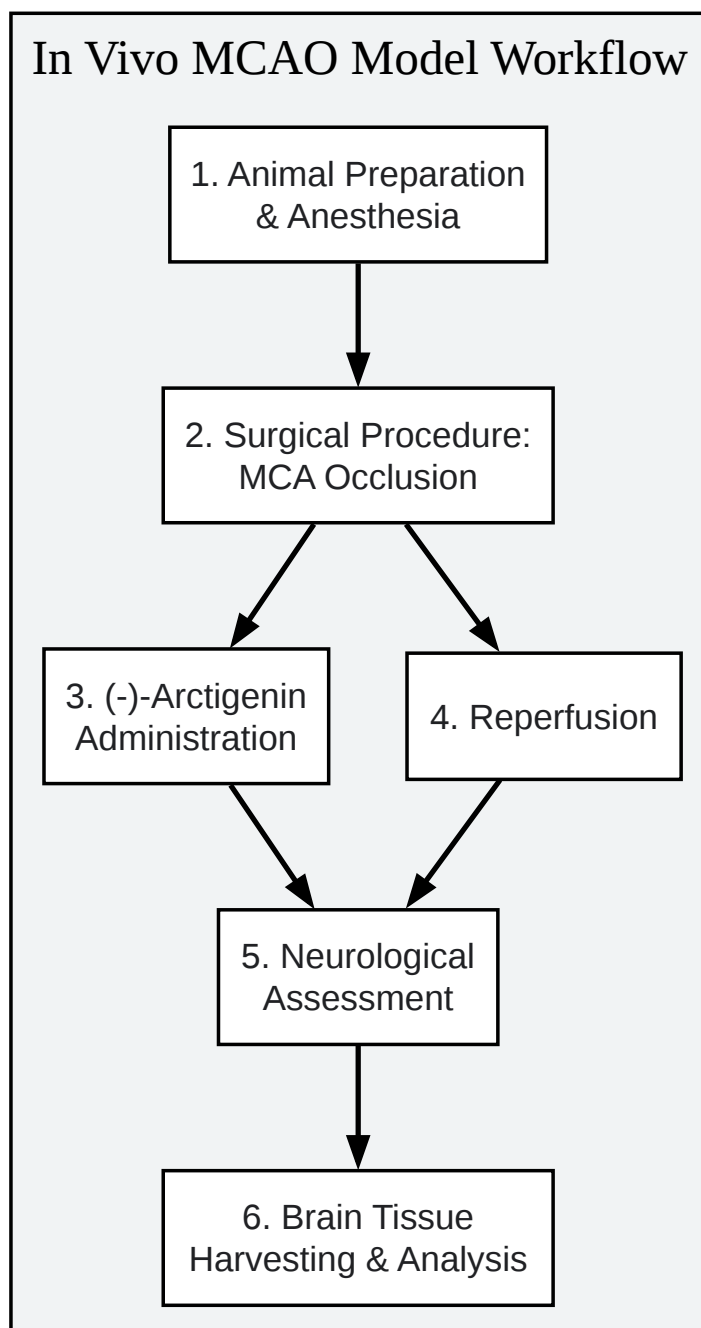 In Vivo MCAO Model Workflow
1. Animal Preparation
& Anesthesia
2. Surgical Procedure:
MCA Occlusion
3. (-)-Arctigenin
Administration
4. Reperfusion
5. Neurological
Assessment
6. Brain Tissue
Harvesting & Analysis